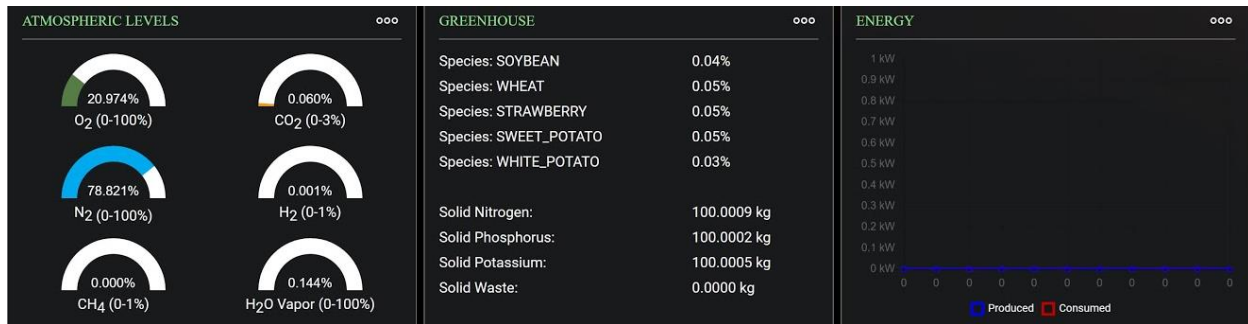 ATMOSPHERIC LEVELS
20.974%
O₂ (0-100%)
0.060%
CO₂ (0-3%)
78.821%
N₂ (0-100%)
0.001%
H₂ (0-1%)
0.000%
CH₄ (0-1%)
0.144%
H₂O Vapor (0-100%)
GREENHOUSE
Species: SOYBEAN 0.04%
Species: WHEAT 0.05%
Species: STRAWBERRY 0.05%
Species: SWEET_POTATO 0.05%
Species: WHITE_POTATO 0.03%
Solid Nitrogen: 100.0009 kg
Solid Phosphorus: 100.0002 kg
Solid Potassium: 100.0005 kg
Solid Waste: 0.0000 kg
ENERGY
1 kW
0.9 kW
0.8 kW
0.7 kW
0.6 kW
0.5 kW
0.4 kW
0.3 kW
0.2 kW
0.1 kW
0 kW
0 0 0 0 0 0 0 0 0 0 0
Produced Consumed